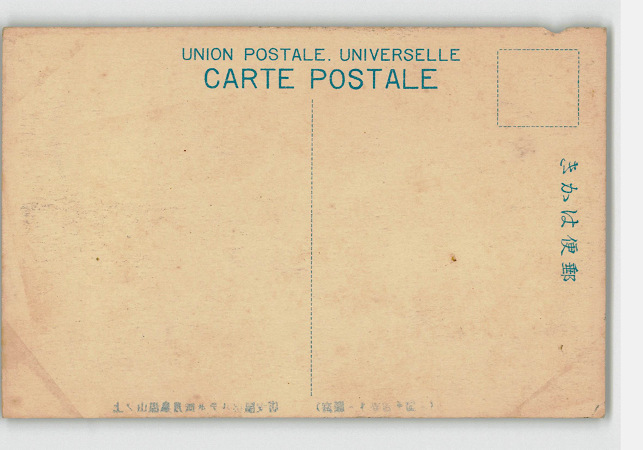 UNION POSTALE. UNIVERSELLE
CARTE POSTALE
郵便はかき